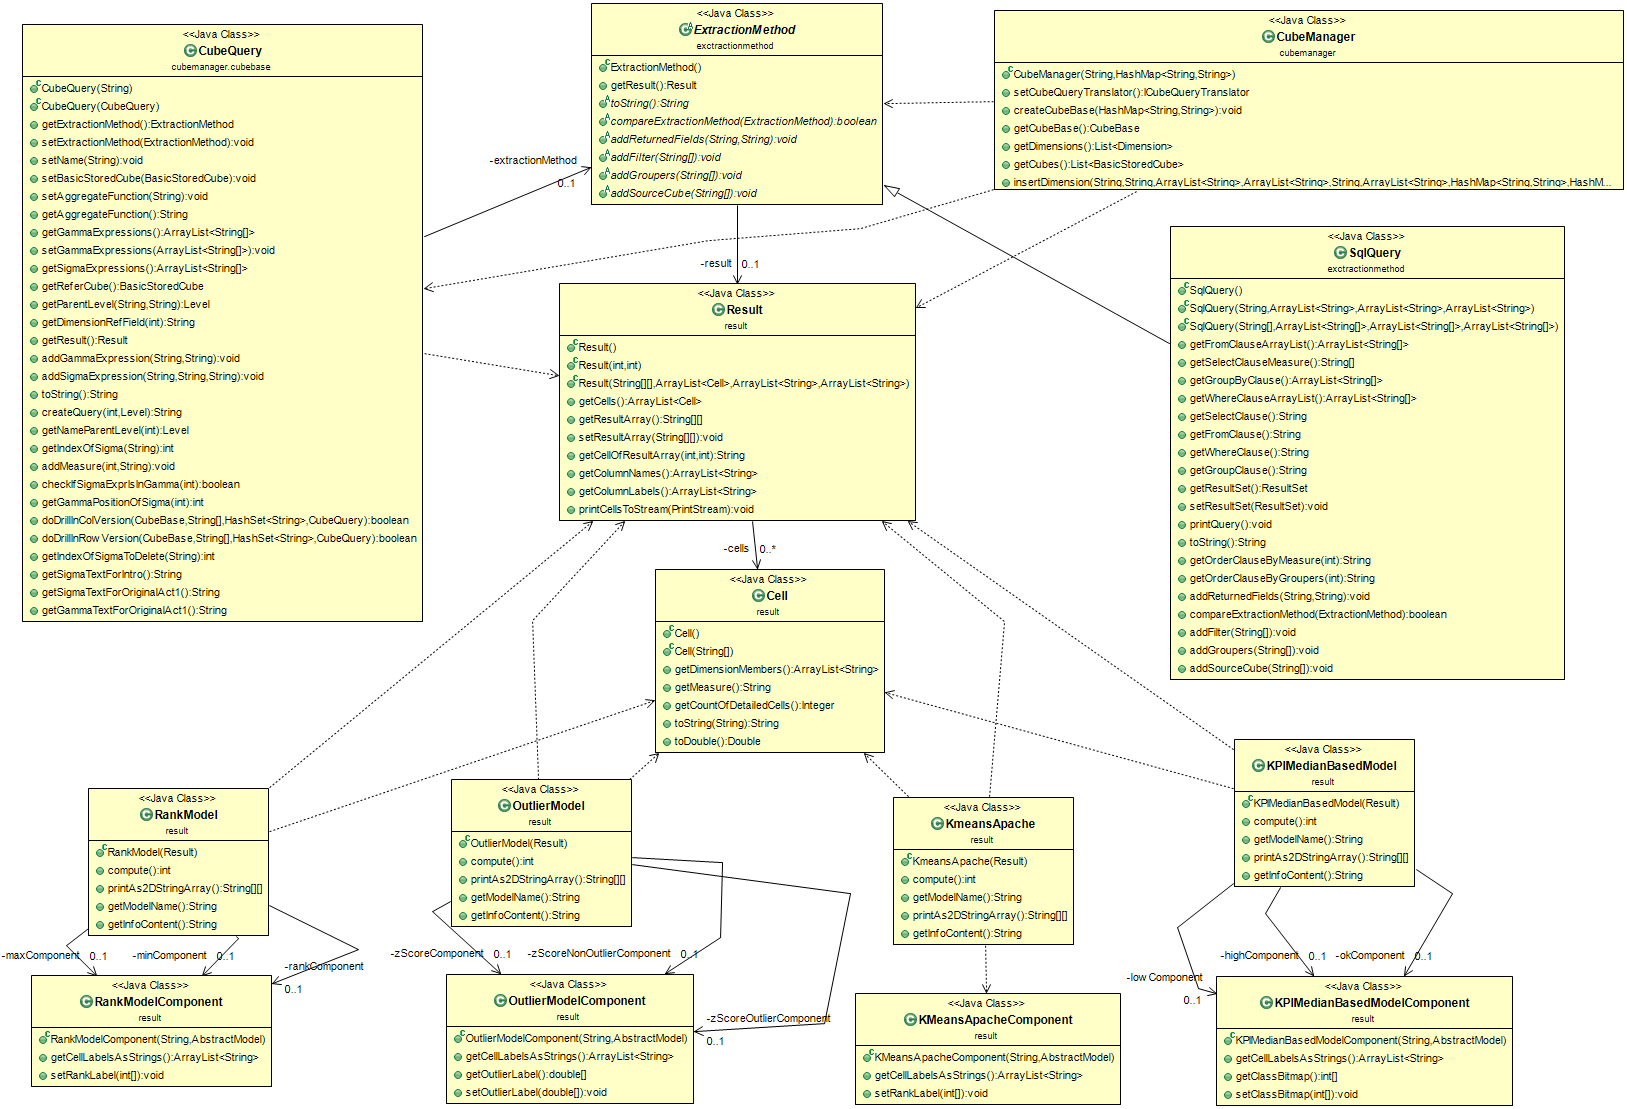 <<Java Class>>
CubeQuery
cubemanager.cubebase
CubeQuery(String)
CubeQuery(CubeQuery)
getExtractionMethod():ExtractionMethod
setExtractionMethod(ExtractionMethod):void
setName(String):void
setBasicStoredCube(BasicStoredCube):void
setAggregateFunction(String):void
getAggregateFunction():String
getGammaExpressions():ArrayList<String[]>
setGammaExpressions(ArrayList<String[]>):void
getSigmaExpressions():ArrayList<String[]>
getReferCube():BasicStoredCube
getParentLevel(String,String):Level
getDimensionRefField(int):String
getResult():Result
addGammaExpression(String,String):void
addSigmaExpression(String,String,String):void
toString():String
createQuery(int,Level):String
getNameParentLevel(int):Level
getIndexOfSigma(String):int
addMeasure(int,String):void
checkIfSigmaExprIsInGamma(int):boolean
getGammaPositionOfSigma(int):int
doDrillInColVersion(CubeBase,String[],HashSet<String>,CubeQuery):boolean
doDrillInRowVersion(CubeBase,String[],HashSet<String>,CubeQuery):boolean
getIndexOfSigmaToDelete(String):int
getSigmaTextForIntro():String
getSigmaTextForOriginalAct1():String
getGammaTextForOriginalAct1():String
<<Java Class>>
ExtractionMethod
exctractionmethod
ExtractionMethod()
getResult():Result
toString():String
compareExtractionMethod(ExtractionMethod):boolean
addReturnedFields(String,String):void
addFilter(String[]):void
addGroupers(String[]):void
addSourceCube(String[]):void
<<Java Class>>
CubeManager
cubemanager
CubeManager(String,HashMap<String,String>)
setCubeQueryTranslator():ICubeQueryTranslator
createCubeBase(HashMap<String,String>):void
getCubeBase():CubeBase
getDimensions():List<Dimension>
getCubes():List<BasicStoredCube>
insertDimension(String,String,ArrayList<String>,ArrayList<String>,String,ArrayList<String>,HashMap<String,String>,HashM...
-extractionMethod
0..1
-result
0..1
<<Java Class>>
SqlQuery
exctractionmethod
SqlQuery()
SqlQuery(String,ArrayList<String>,ArrayList<String>,ArrayList<String>)
SqlQuery(String[],ArrayList<String[]>,ArrayList<String[]>,ArrayList<String[]>)
getFromClauseArrayList():ArrayList<String[]>
getSelectClauseMeasure():String[]
getGroupByClause():ArrayList<String[]>
getWhereClauseArrayList():ArrayList<String[]>
getSelectClause():String
getFromClause():String
getWhereClause():String
getGroupClause():String
getResultSet():ResultSet
setResultSet(ResultSet):void
printQuery():void
toString():String
getOrderClauseByMeasure(int):String
getOrderClauseByGroupers(int):String
addReturnedFields(String,String):void
compareExtractionMethod(ExtractionMethod):boolean
addFilter(String[]):void
addGroupers(String[]):void
addSourceCube(String[]):void
<<Java Class>>
Result
result
Result()
Result(int,int)
Result(String[][],ArrayList<Cell>,ArrayList<String>,ArrayList<String>)
getCells():ArrayList<Cell>
getResultArray():String[][]
setResultArray(String[][]):void
getCellOfResultArray(int,int):String
getColumnNames():ArrayList<String>
getColumnLabels():ArrayList<String>
printCellsToStream(PrintStream):void
-cells
0..*
<<Java Class>>
Cell
result
Cell()
Cell(String[])
getDimensionMembers():ArrayList<String>
getMeasure():String
getCountOfDetailedCells():Integer
toString(String):String
toDouble():Double
<<Java Class>>
RankModel
result
RankModel(Result)
compute():int
printAs2DStringArray():String[][]
getModelName():String
getInfoContent():String
<<Java Class>>
OutlierModel
result
OutlierModel(Result)
compute():int
printAs2DStringArray():String[][]
getModelName():String
getInfoContent():String
<<Java Class>>
KmeansApache
result
KmeansApache(Result)
compute():int
getModelName():String
printAs2DStringArray():String[][]
getInfoContent():String
<<Java Class>>
KPIMedianBasedModel
result
KPIMedianBasedModel(Result)
compute():int
getModelName():String
printAs2DStringArray():String[][]
getInfoContent():String
-maxComponent
0..1
-minComponent
0..1
-rankComponent
0..1
-zScoreComponent
0..1
-zScoreNonOutlierComponent
0..1
-zScoreOutlierComponent
0..1
-lowComponent
0..1
-highComponent
0..1
-okComponent
0..1
<<Java Class>>
RankModelComponent
result
RankModelComponent(String,AbstractModel)
getCellLabelsAsStrings():ArrayList<String>
setRankLabel(int[]):void
<<Java Class>>
OutlierModelComponent
result
OutlierModelComponent(String,AbstractModel)
getCellLabelsAsStrings():ArrayList<String>
getOutlierLabel():double[]
setOutlierLabel(double[]):void
<<Java Class>>
KMeansApacheComponent
result
KMeansApacheComponent(String,AbstractModel)
getCellLabelsAsStrings():ArrayList<String>
setRankLabel(int[]):void
<<Java Class>>
KPIMedianBasedModelComponent
result
KPIMedianBasedModelComponent(String,AbstractModel)
getCellLabelsAsStrings():ArrayList<String>
getClassBitmap():int[]
setClassBitmap(int[]):void